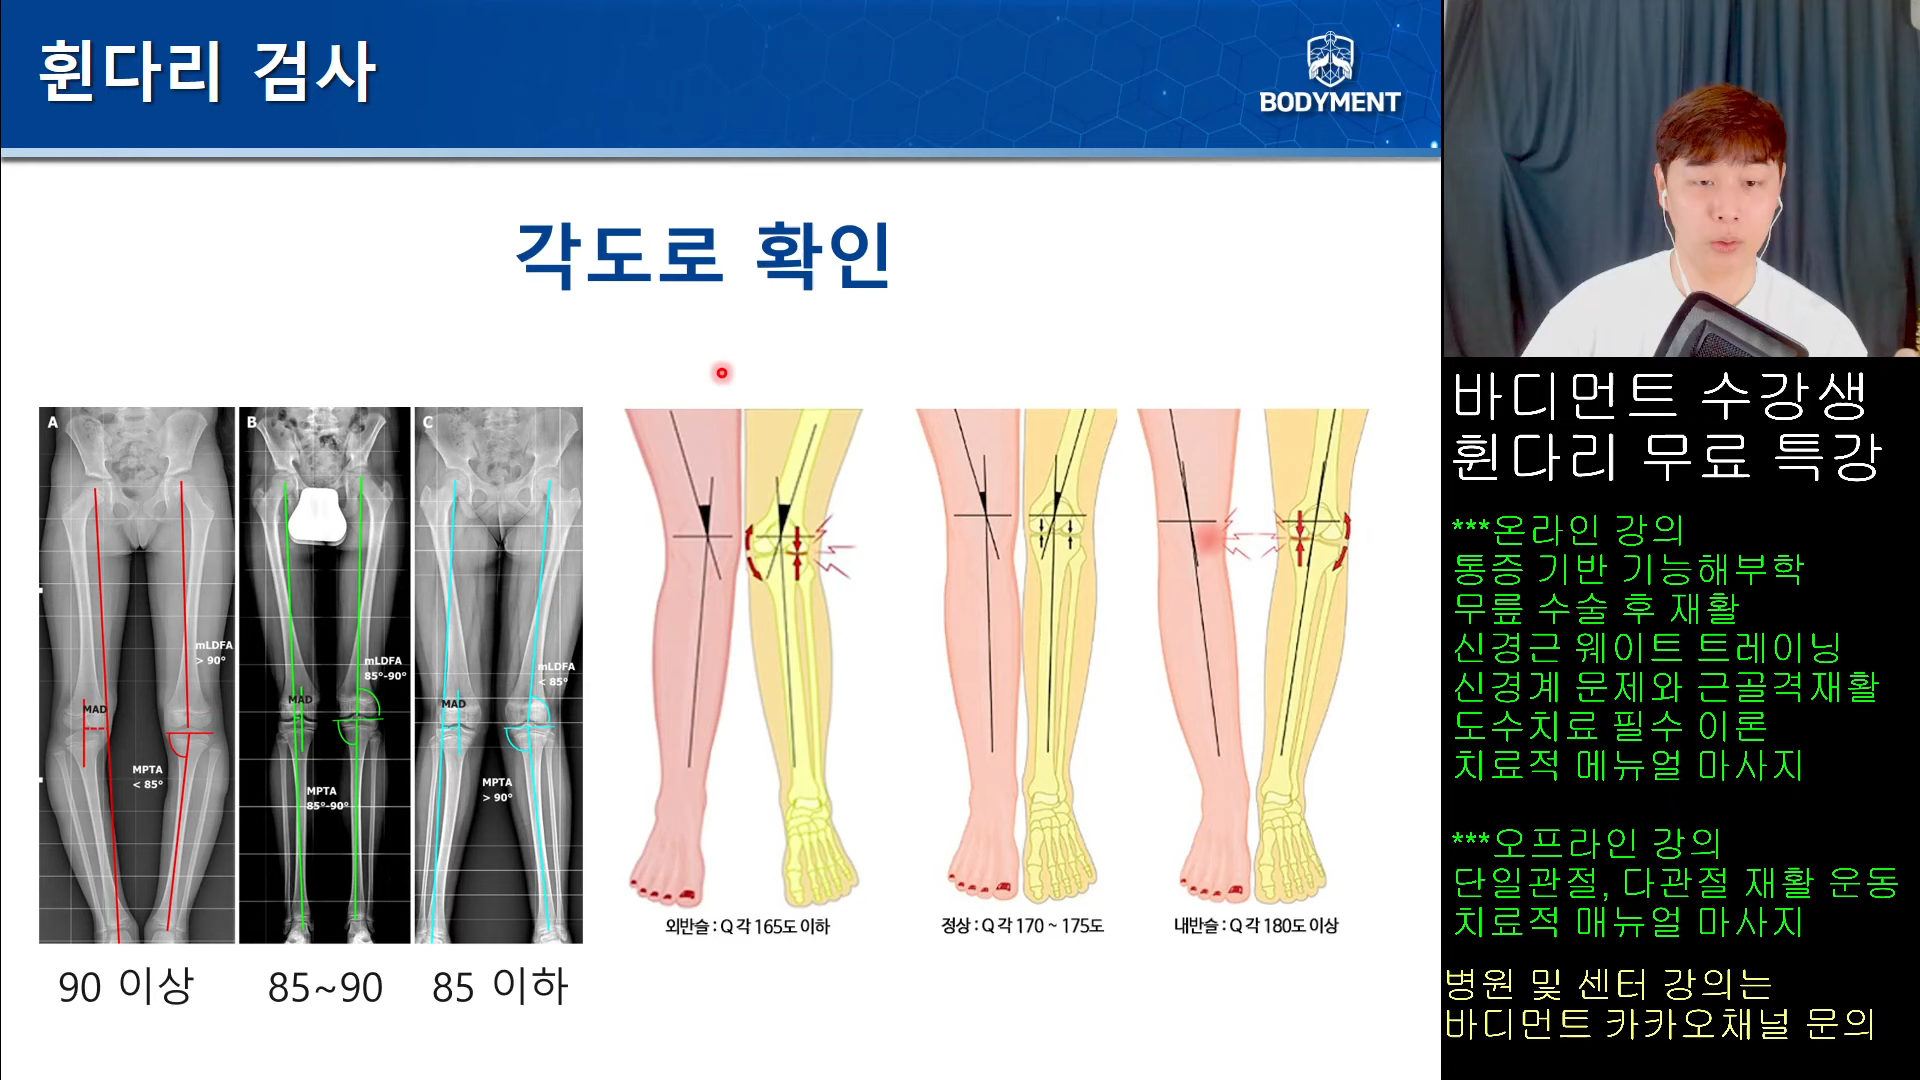 휜다리 검사
BODYMENT
각도로 확인
A
mLDFA
> 90°
MAD
MPTA
< 85°
B
mLDFA
85°-90°
MAD
MPTA
85°-90°
C
mLDFA
< 85°
MAD
MPTA
> 90°
90 이상
85~90
85 이하
외반슬 : Q 각 165도 이하
정상 : Q 각 170 ~ 175도
내반슬 : Q 각 180도 이상
바디먼트 수강생
휜다리 무료 특강
***온라인 강의
통증 기반 기능해부학
무릎 수술 후 재활
신경근 웨이트 트레이닝
신경계 문제와 근골격재활
도수치료 필수 이론
치료적 메뉴얼 마사지
***오프라인 강의
단일관절, 다관절 재활 운동
치료적 매뉴얼 마사지
병원 및 센터 강의는
바디먼트 카카오채널 문의